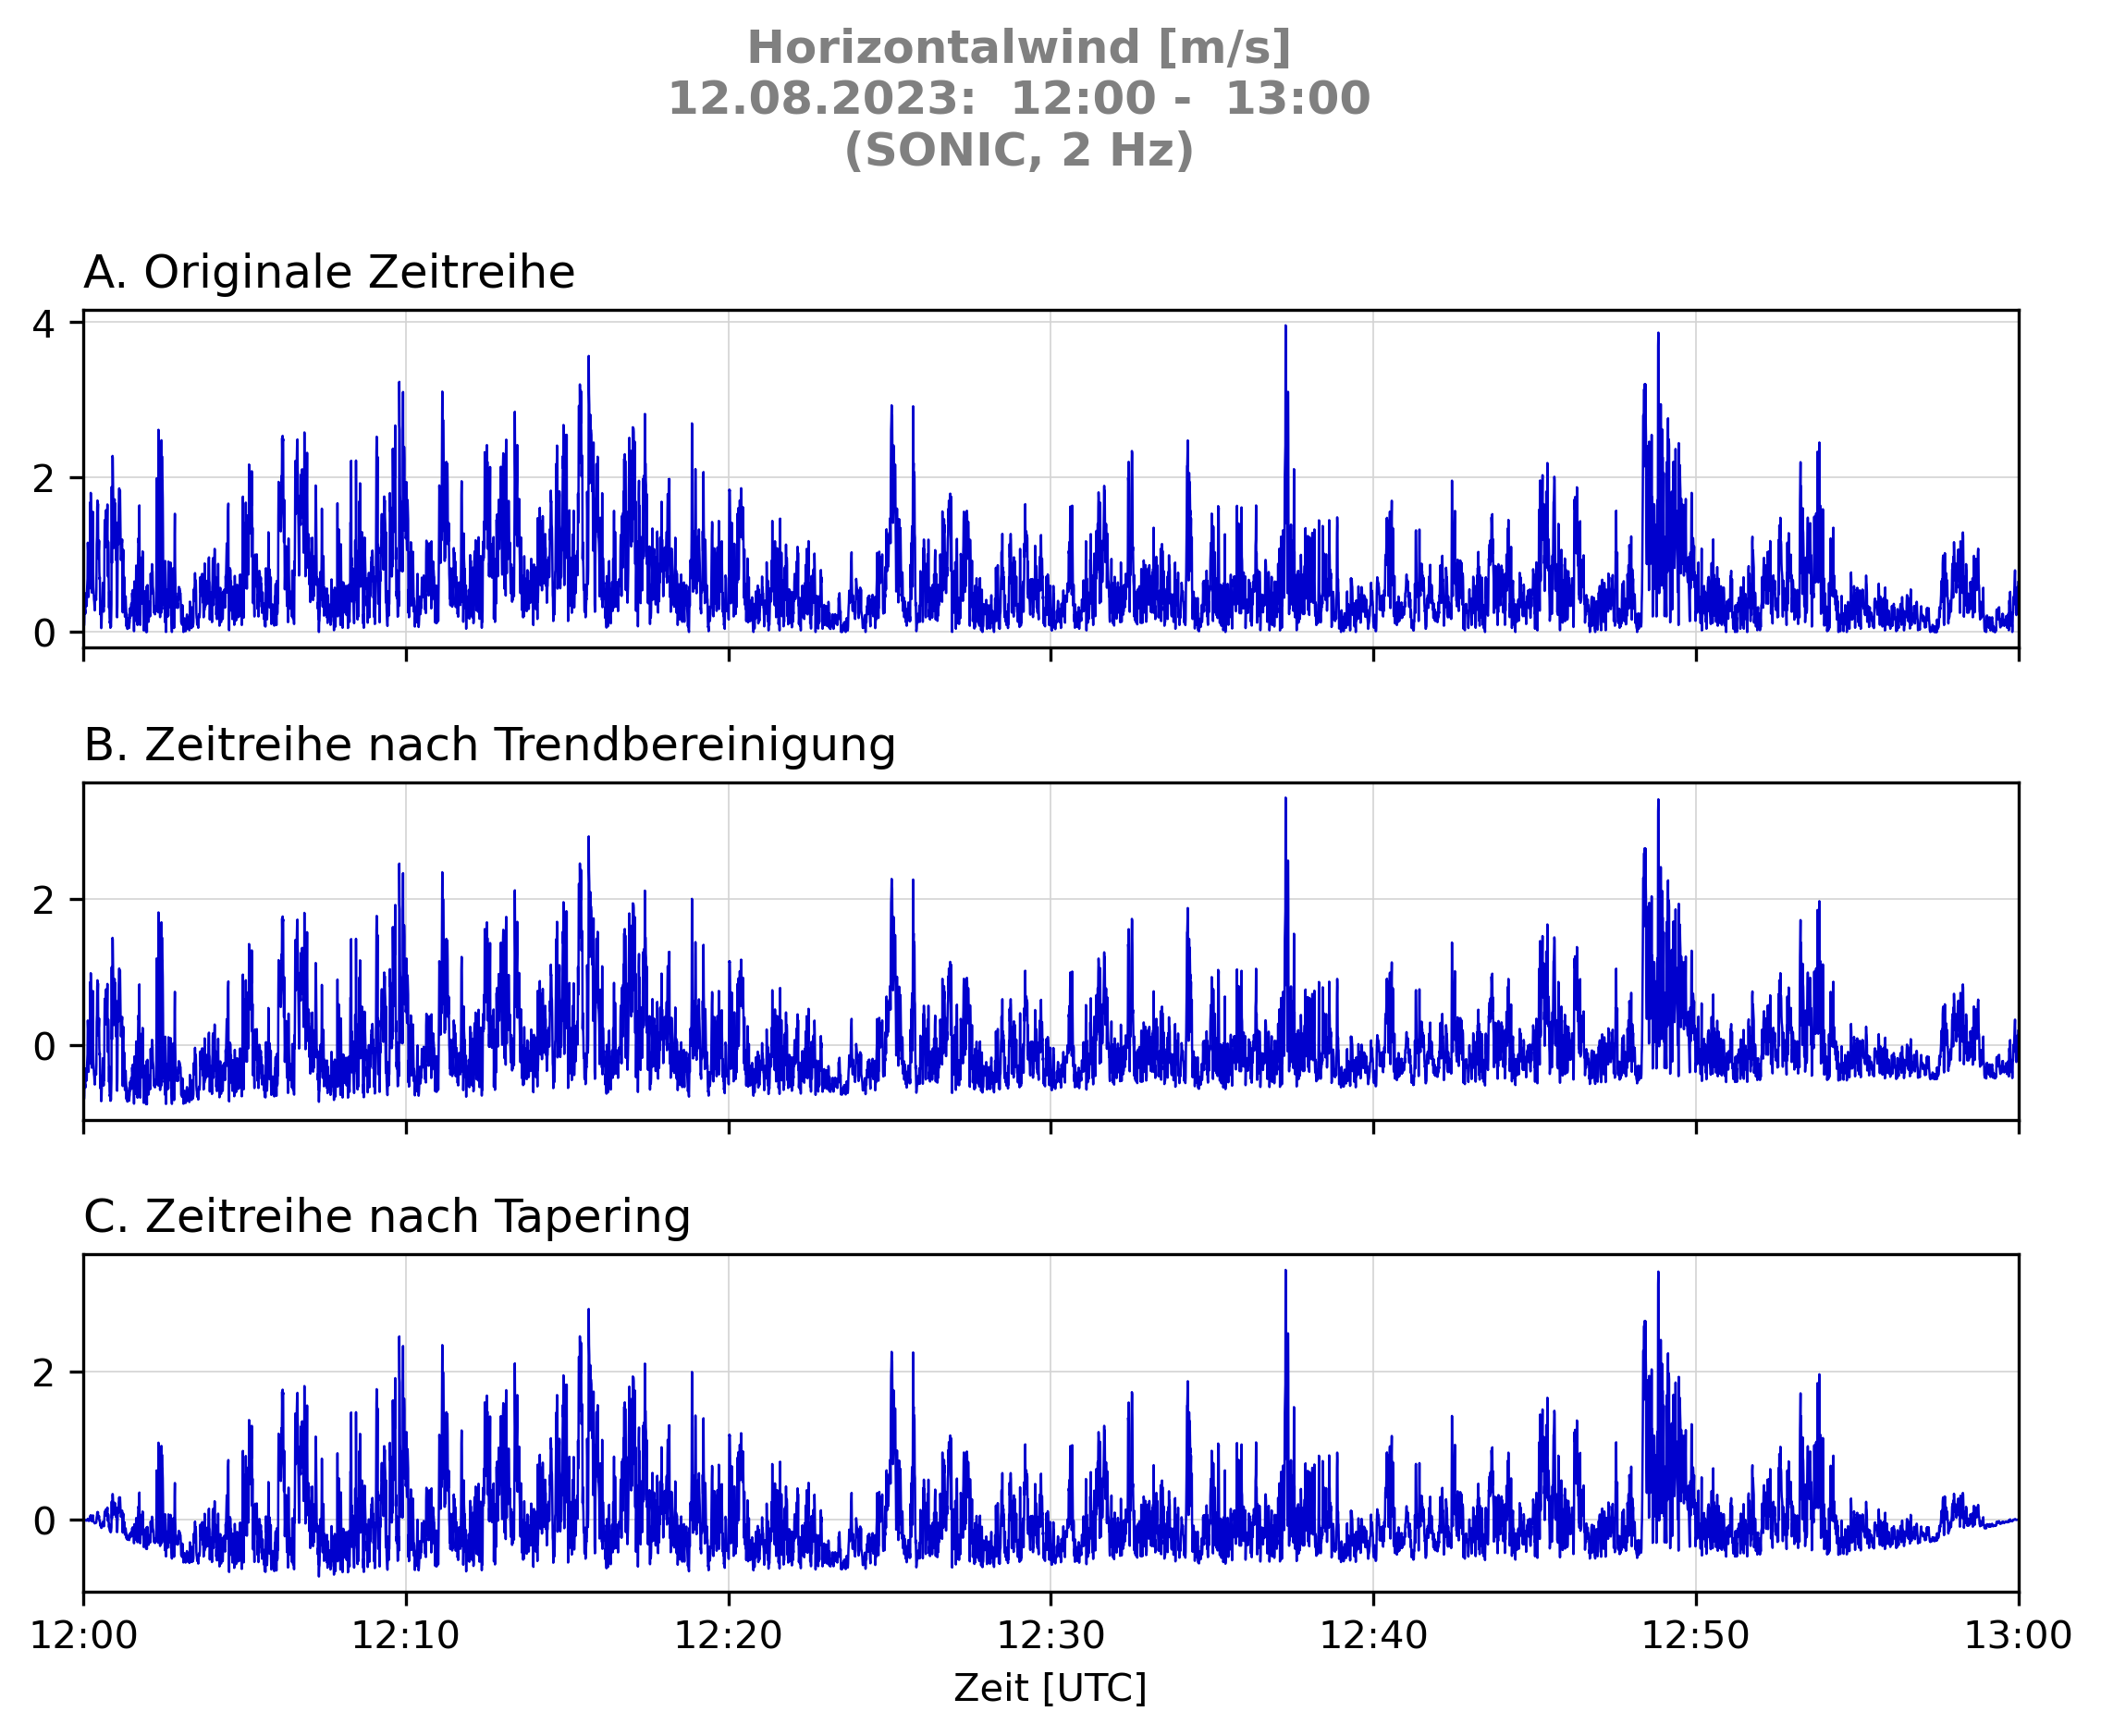 Horizontalwind [m/s]
12.08.2023:  12:00 -  13:00
(SONIC, 2 Hz)
A. Originale Zeitreihe
4
2
0
B. Zeitreihe nach Trendbereinigung
2
0
C. Zeitreihe nach Tapering
2
0
12:00 12:10 12:20 12:30 12:40 12:50 13:00
Zeit [UTC]